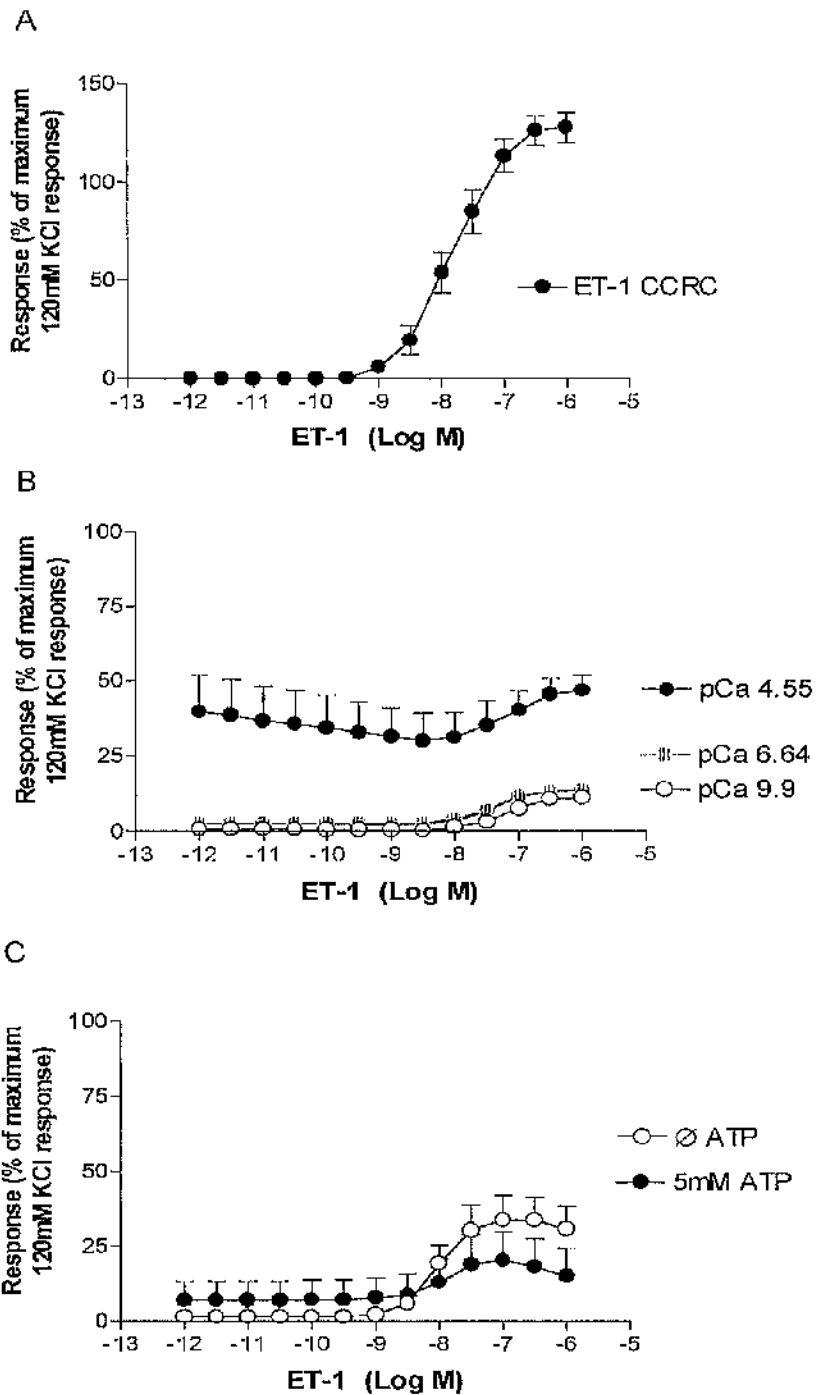 A
Response (% of maximum
120mM KCl response)
150
100
50
0
-13 -12 -11 -10 -9 -8 -7 -6 -5
ET-1 (Log M)
ET-1 CCRC
B
Response (% of maximum
120mM KCl response)
100
75
50
25
0
-13 -12 -11 -10 -9 -8 -7 -6 -5
ET-1 (Log M)
pCa 4.55
pCa 6.64
pCa 9.9
C
Response (% of maximum
120mM KCl response)
100
75
50
25
0
-13 -12 -11 -10 -9 -8 -7 -6 -5
ET-1 (Log M)
∅ ATP
5mM ATP